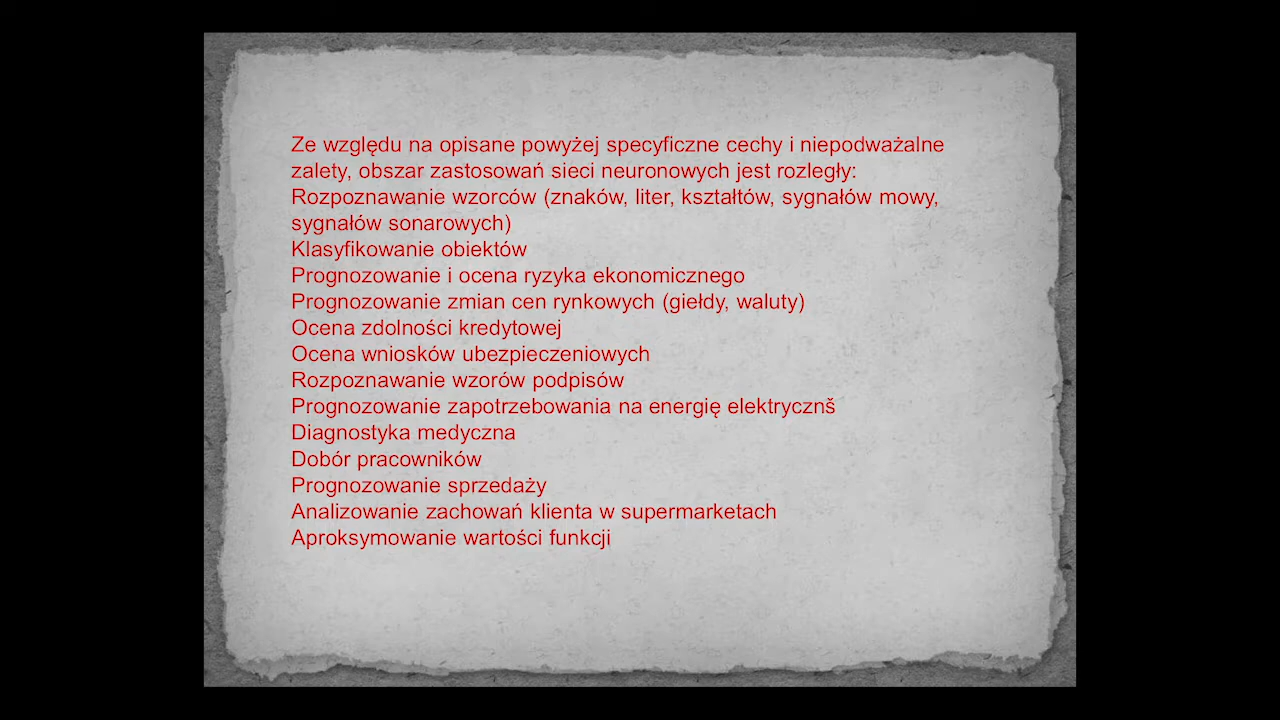 Ze względu na opisane powyżej specyficzne cechy i niepodważalne
zalety, obszar zastosowań sieci neuronowych jest rozległy:
Rozpoznawanie wzorców (znaków, liter, kształtów, sygnałów mowy,
sygnałów sonarowych)
Klasyfikowanie obiektów
Prognozowanie i ocena ryzyka ekonomicznego
Prognozowanie zmian cen rynkowych (giełdy, waluty)
Ocena zdolności kredytowej
Ocena wniosków ubezpieczeniowych
Rozpoznawanie wzorów podpisów
Prognozowanie zapotrzebowania na energię elektrycznš
Diagnostyka medyczna
Dobór pracowników
Prognozowanie sprzedaży
Analizowanie zachowań klienta w supermarketach
Aproksymowanie wartości funkcji